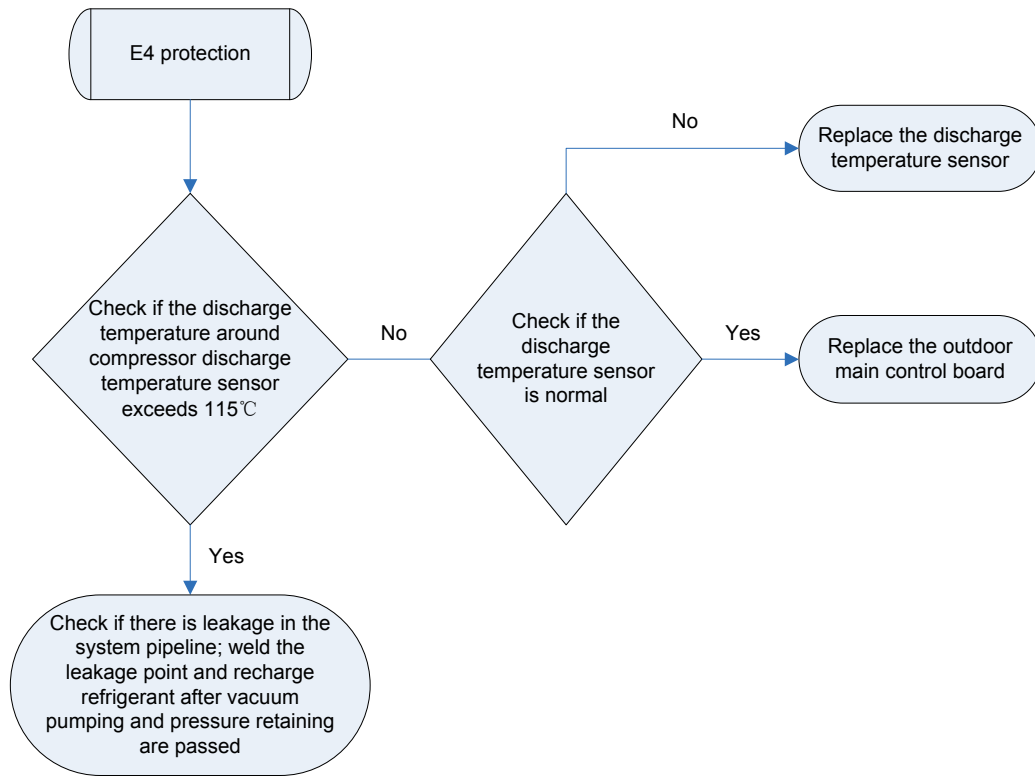 E4 protection
No
Replace the discharge
temperature sensor
Check if the discharge
temperature around
compressor discharge
temperature sensor
exceeds 115℃
No
Check if the
discharge
temperature sensor
is normal
Yes
Replace the outdoor
main control board
Yes
Check if there is leakage in the
system pipeline; weld the
leakage point and recharge
refrigerant after vacuum
pumping and pressure retaining
are passed